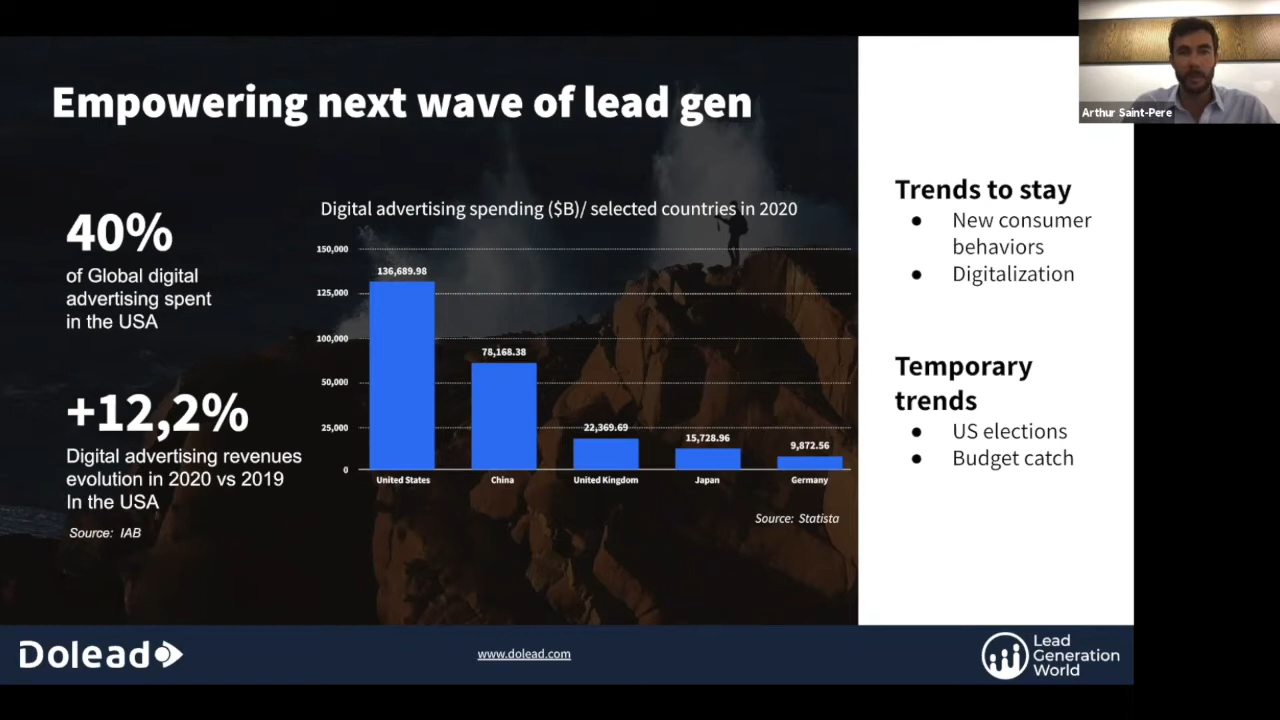 Empowering next wave of lead gen
40%
of Global digital
advertising spent
in the USA
+12,2%
Digital advertising revenues
evolution in 2020 vs 2019
In the USA
Source: IAB
Digital advertising spending ($B)/ selected countries in 2020
150,000
125,000
100,000
50,000
25,000
0
136,689.98
78,168.38
22,369.69
15,728.96
9,872.56
United States
China
United Kingdom
Japan
Germany
Source: Statista
Arthur Saint-Pere
Trends to stay
● New consumer
behaviors
● Digitalization
Temporary
trends
● US elections
● Budget catch
Dolead
www.dolead.com
Lead
Generation
World